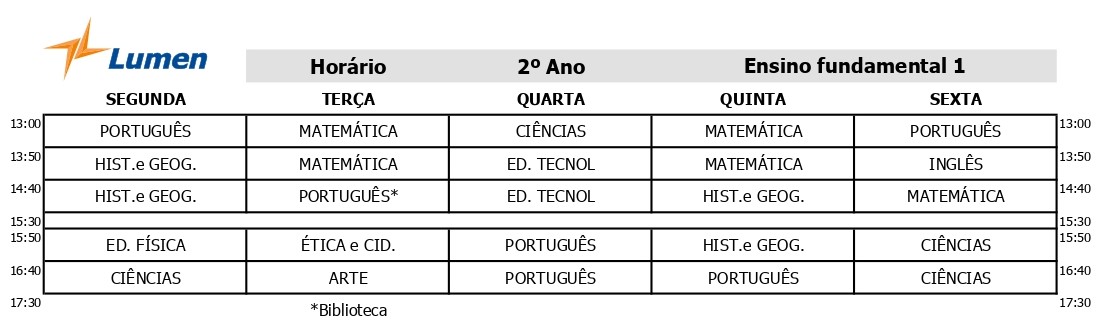 Lumen
Horário 2º Ano Ensino fundamental 1
SEGUNDA TERÇA QUARTA QUINTA SEXTA
13:00 PORTUGUÊS MATEMÁTICA CIÊNCIAS MATEMÁTICA PORTUGUÊS 13:00
13:50 HIST.e GEOG. MATEMÁTICA ED. TECNOL MATEMÁTICA INGLÊS 13:50
14:40 HIST.e GEOG. PORTUGUÊS* ED. TECNOL HIST.e GEOG. MATEMÁTICA 14:40
15:30 15:30
15:50 ED. FÍSICA ÉTICA e CID. PORTUGUÊS HIST.e GEOG. CIÊNCIAS 15:50
16:40 CIÊNCIAS ARTE PORTUGUÊS PORTUGUÊS CIÊNCIAS 16:40
17:30 *Biblioteca 17:30